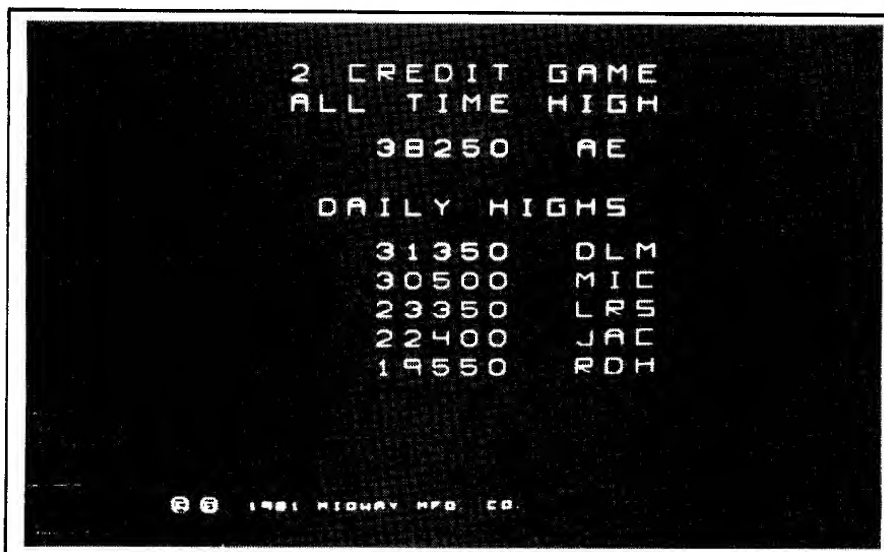 2 CREDIT GAME
ALL TIME HIGH
38250 AE
DAILY HIGHS
31350 DLM
30500 MIC
23350 LRS
22400 JAC
19550 RDH
® © 1981 MIDWAY MFG. CO.